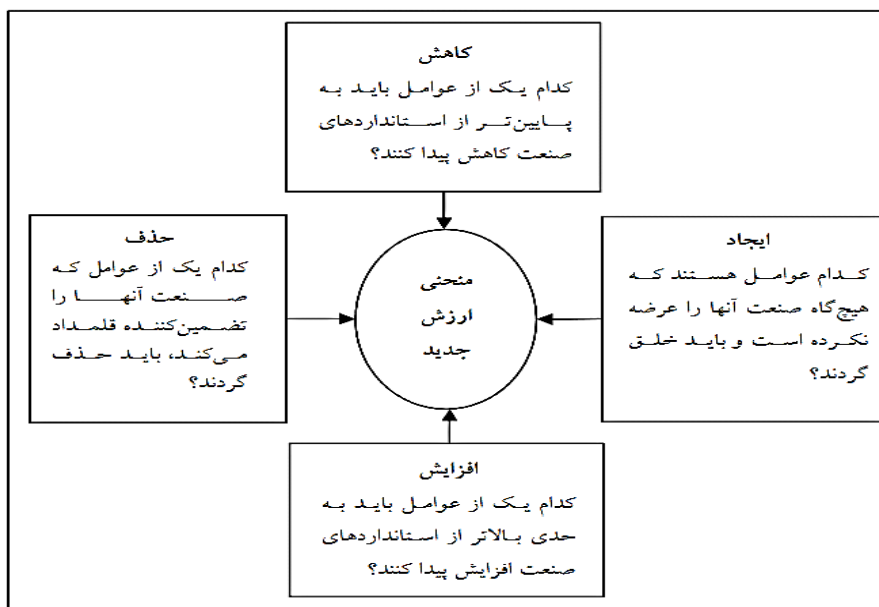 کاهش
کدام یک از عوامل باید به
پایین‌تر از استانداردهای
صنعت کاهش پیدا کنند؟
ایجاد
کدام عوامل هستند که
هیچ‌گاه صنعت آنها را عرضه
نکرده است و باید خلق
گردند؟
منحنی
ارزش
جدید
حذف
کدام یک از عوامل که
صنعت آنها را
تضمین‌کننده قلمداد
می‌کند، باید حذف
گردند؟
افزایش
کدام یک از عوامل باید به
حدی بالاتر از استانداردهای
صنعت افزایش پیدا کنند؟